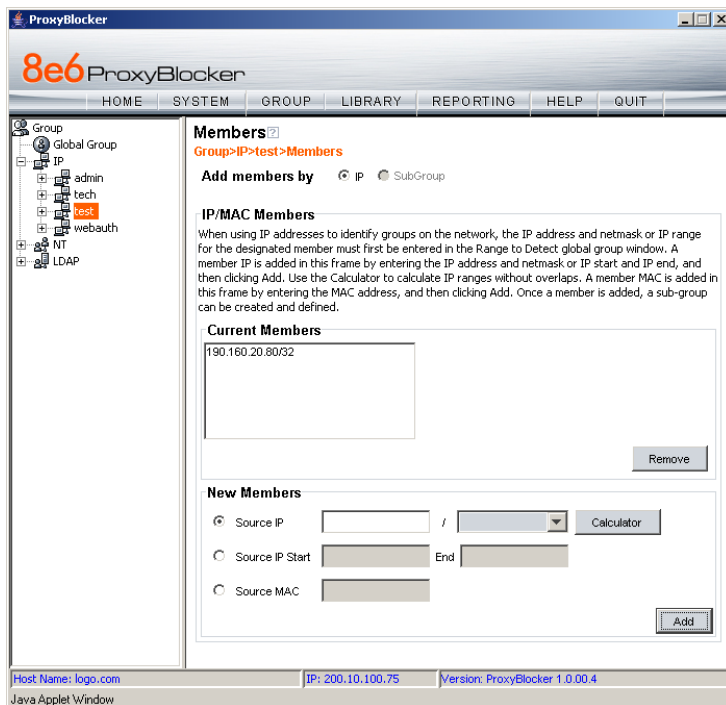 ProxyBlocker
8e6 ProxyBlocker
HOME SYSTEM GROUP LIBRARY REPORTING HELP QUIT
Group
Global Group
IP
admin
tech
test
webauth
NT
LDAP
Members?
Group>IP>test>Members
Add members by IP SubGroup
IP/MAC Members
When using IP addresses to identify groups on the network, the IP address and netmask or IP range
for the designated member must first be entered in the Range to Detect global group window. A
member IP is added in this frame by entering the IP address and netmask or IP start and IP end, and
then clicking Add. Use the Calculator to calculate IP ranges without overlaps. A member MAC is added in
this frame by entering the MAC address, and then clicking Add. Once a member is added, a sub-group
can be created and defined.
Current Members
190.160.20.80/32
Remove
New Members
Source IP / Calculator
Source IP Start End
Source MAC
Add
Host Name: logo.com IP: 200.10.100.75 Version: ProxyBlocker 1.0.00.4
Java Applet Window